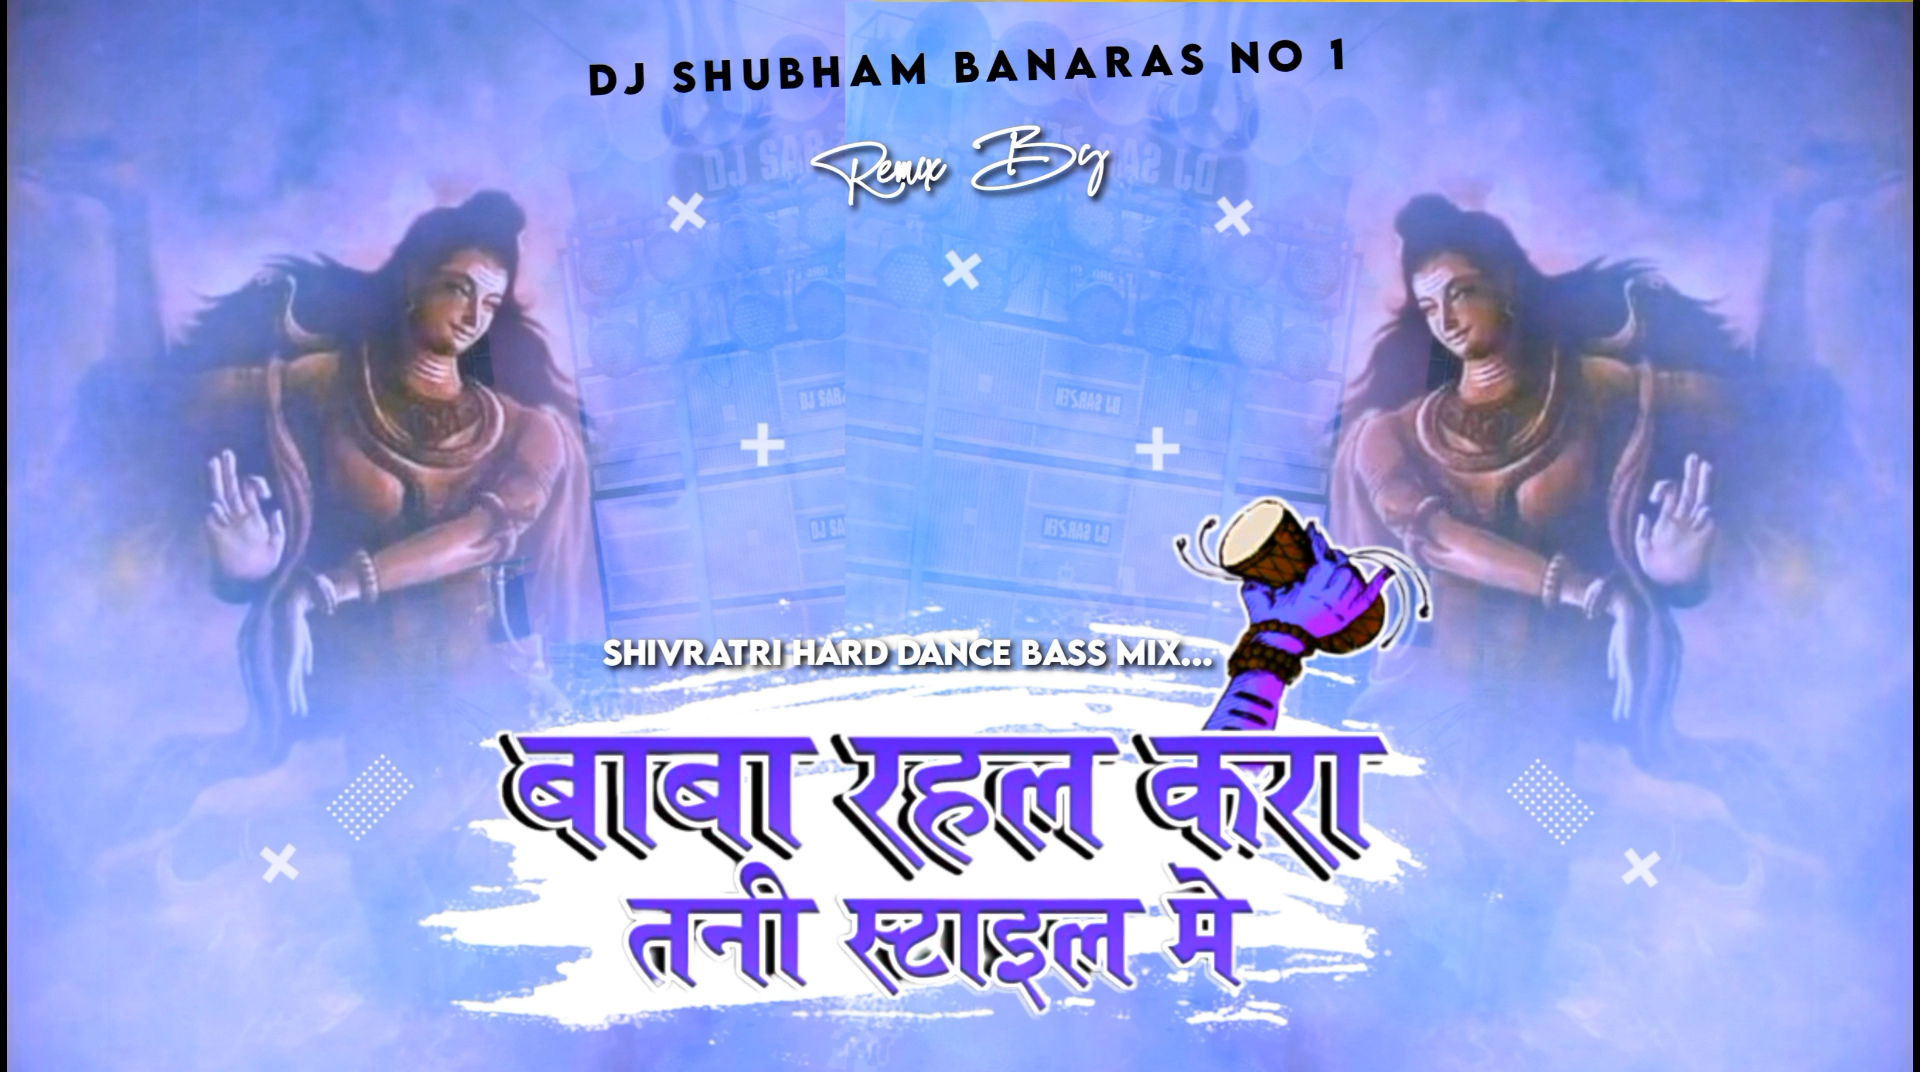 DJ SHUBHAM BANARAS NO 1
Remix By
SHIVRATRI HARD DANCE BASS MIX...
बाबा रहल करा
तनी स्टाइल मे